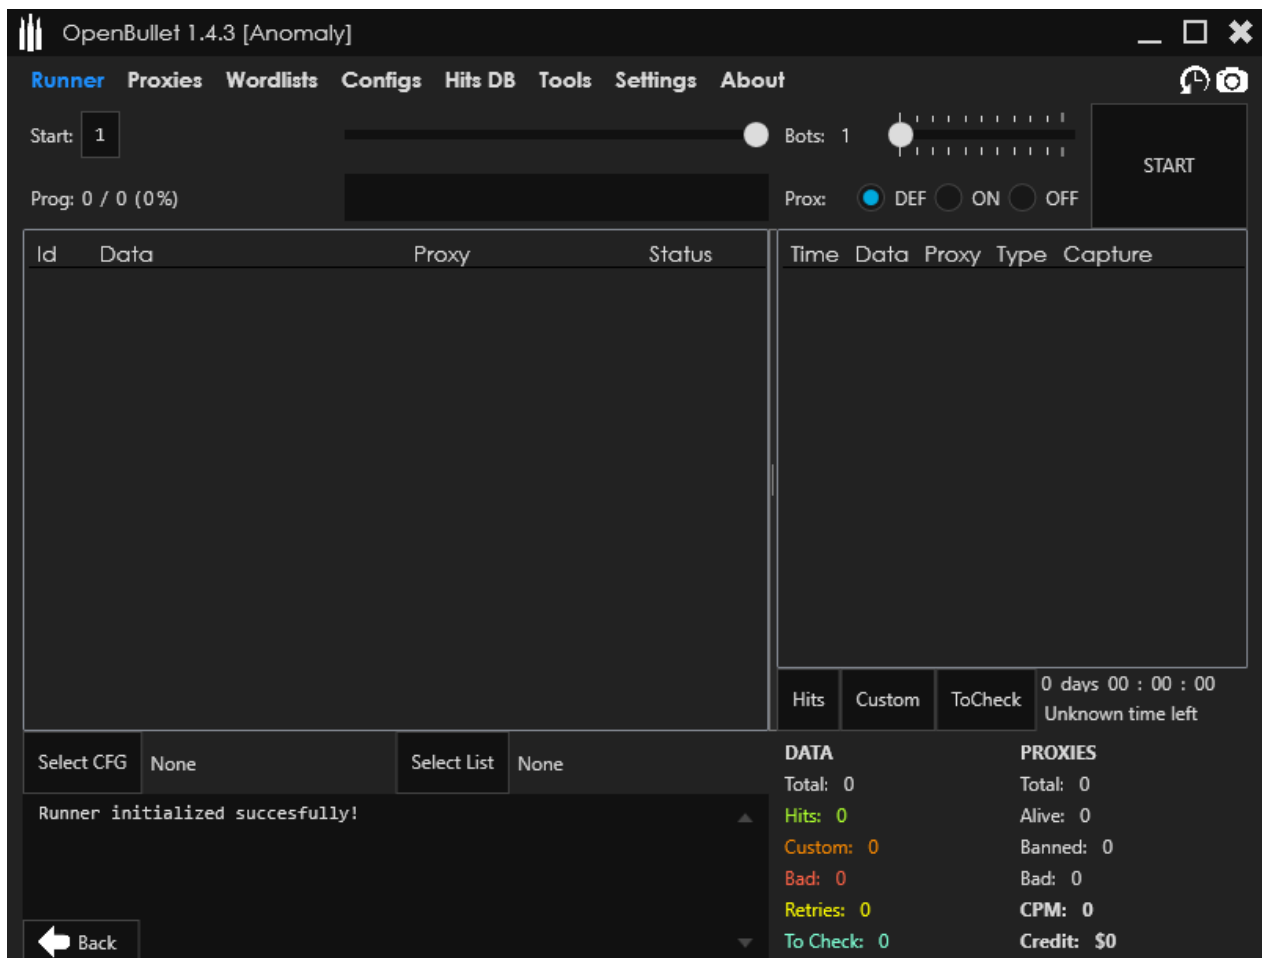 OpenBullet 1.4.3 [Anomaly]
Runner Proxies Wordlists Configs Hits DB Tools Settings About
Start: 1
Bots: 1
START
Prog: 0 / 0 (0%)
Prox: DEF ON OFF
Id Data Proxy Status
Time Data Proxy Type Capture
Hits Custom ToCheck
0 days 00 : 00 : 00
Unknown time left
Select CFG None
Select List None
Runner initialized succesfully!
Back
DATA
Total: 0
Hits: 0
Custom: 0
Bad: 0
Retries: 0
To Check: 0
PROXIES
Total: 0
Alive: 0
Banned: 0
Bad: 0
CPM: 0
Credit: $0